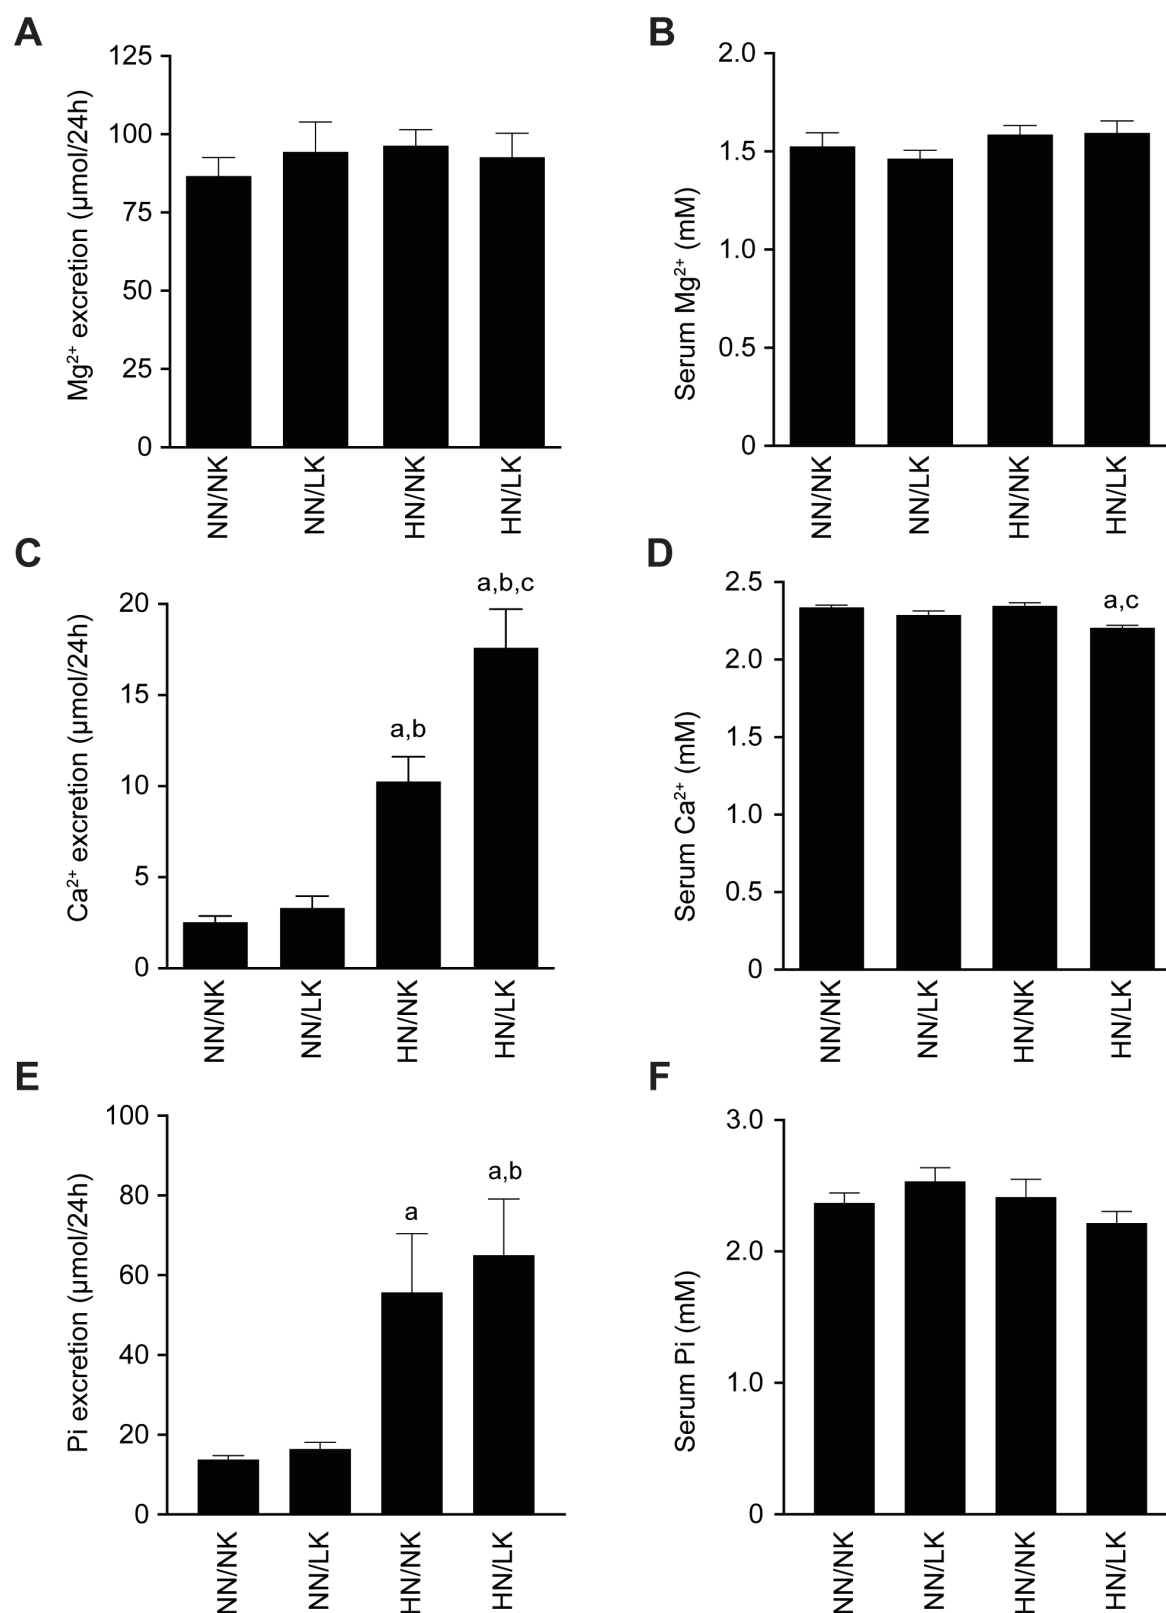 A
Mg²⁺ excretion (µmol/24h)
125
100
75
50
25
0
NN/NK
NN/LK
HN/NK
HN/LK
B
Serum Mg²⁺ (mM)
2.0
1.5
1.0
0.5
0
NN/NK
NN/LK
HN/NK
HN/LK
C
Ca²⁺ excretion (µmol/24h)
20
15
10
5
0
a,b
a,b,c
NN/NK
NN/LK
HN/NK
HN/LK
D
Serum Ca²⁺ (mM)
2.5
2.0
1.5
1.0
0.5
0
a,c
NN/NK
NN/LK
HN/NK
HN/LK
E
Pi excretion (µmol/24h)
100
80
60
40
20
0
a
a,b
NN/NK
NN/LK
HN/NK
HN/LK
F
Serum Pi (mM)
3.0
2.0
1.0
0
NN/NK
NN/LK
HN/NK
HN/LK